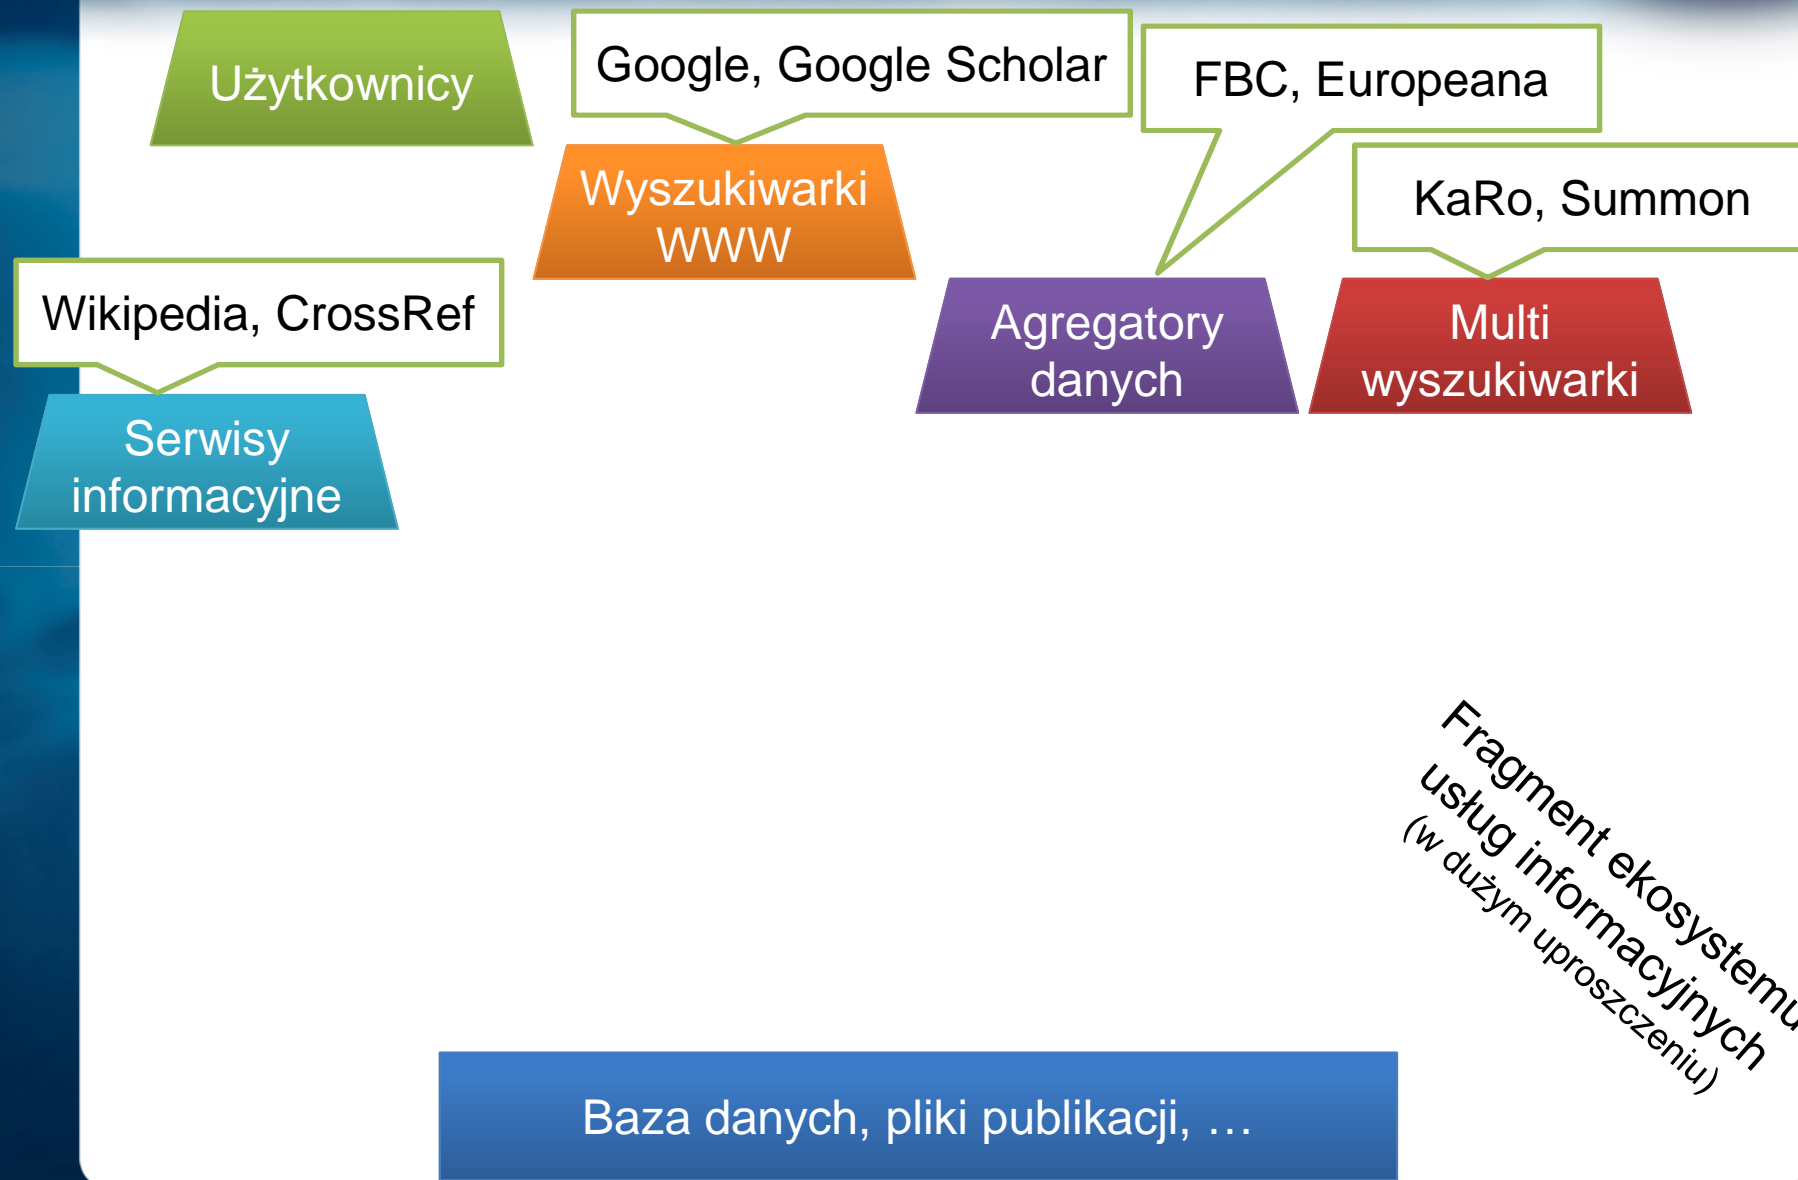 Użytkownicy
Google, Google Scholar
FBC, Europeana
Wyszukiwarki
WWW
KaRo, Summon
Wikipedia, CrossRef
Agregatory
danych
Multi
wyszukiwarki
Serwisy
informacyjne
Fragment ekosystemu
usług informacyjnych
(w dużym uproszczeniu)
Baza danych, pliki publikacji, …